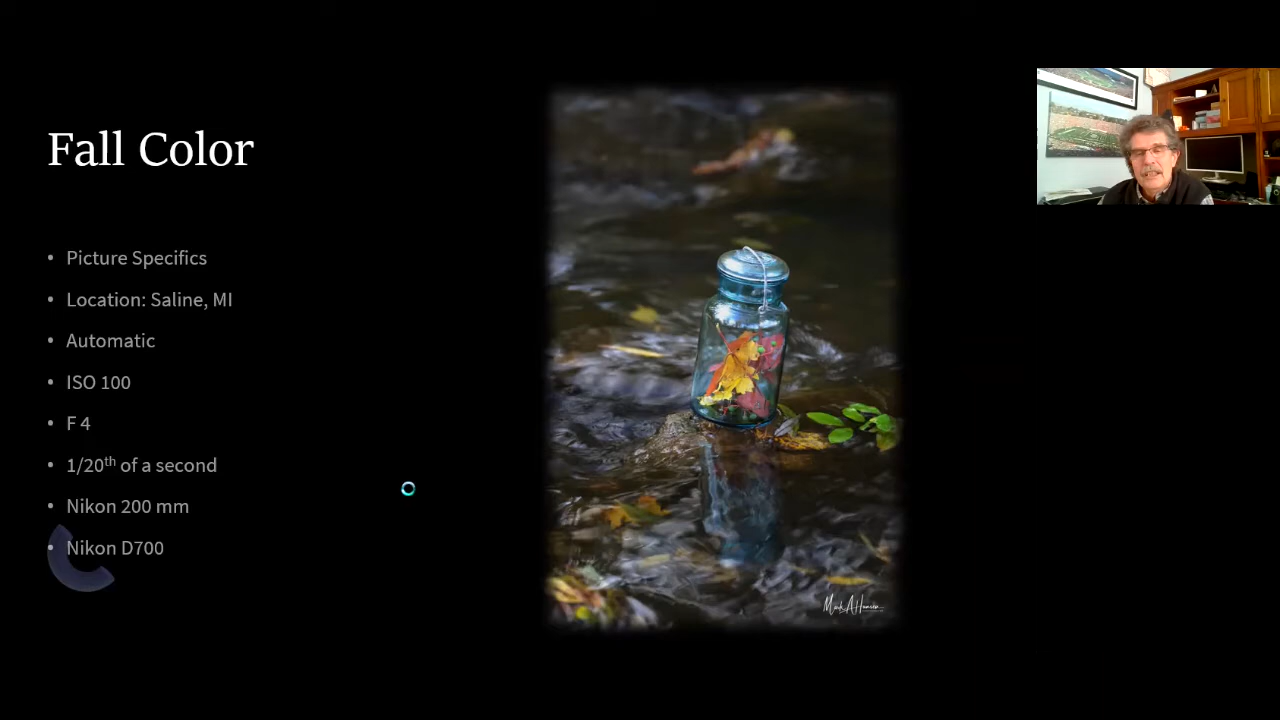 Fall Color
• Picture Specifics
• Location: Saline, MI
• Automatic
• ISO 100
• F 4
• 1/20th of a second
• Nikon 200 mm
• Nikon D700